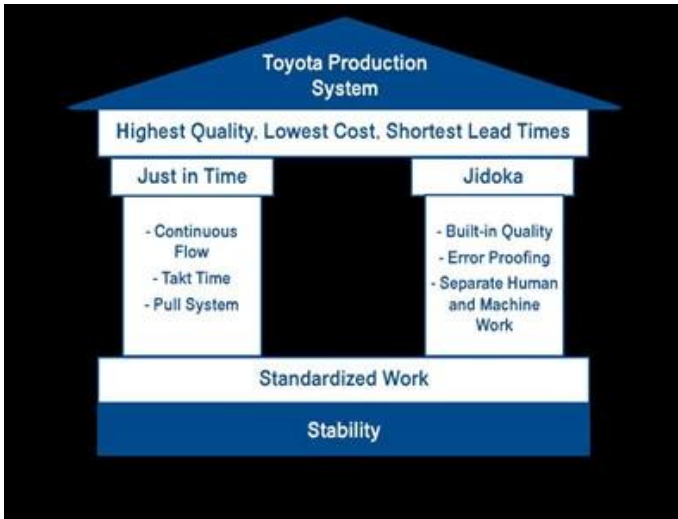 Toyota Production
System
Highest Quality, Lowest Cost, Shortest Lead Times
Just in Time
- Continuous
Flow
- Takt Time
- Pull System
Jidoka
- Built-in Quality
- Error Proofing
- Separate Human
and Machine
Work
Standardized Work
Stability